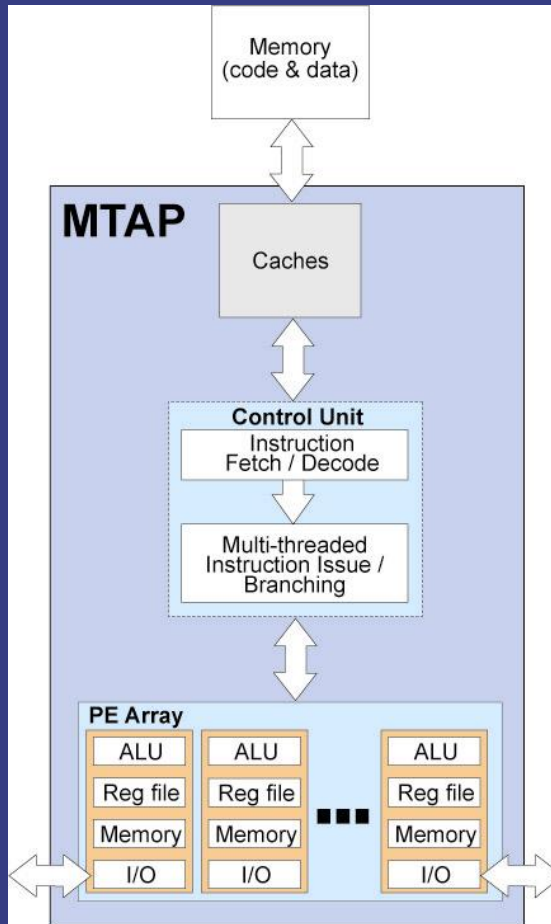 Memory
(code & data)
MTAP
Caches
Control Unit
Instruction
Fetch / Decode
Multi-threaded
Instruction Issue /
Branching
PE Array
ALU
Reg file
Memory
I/O
ALU
Reg file
Memory
I/O
ALU
Reg file
Memory
I/O